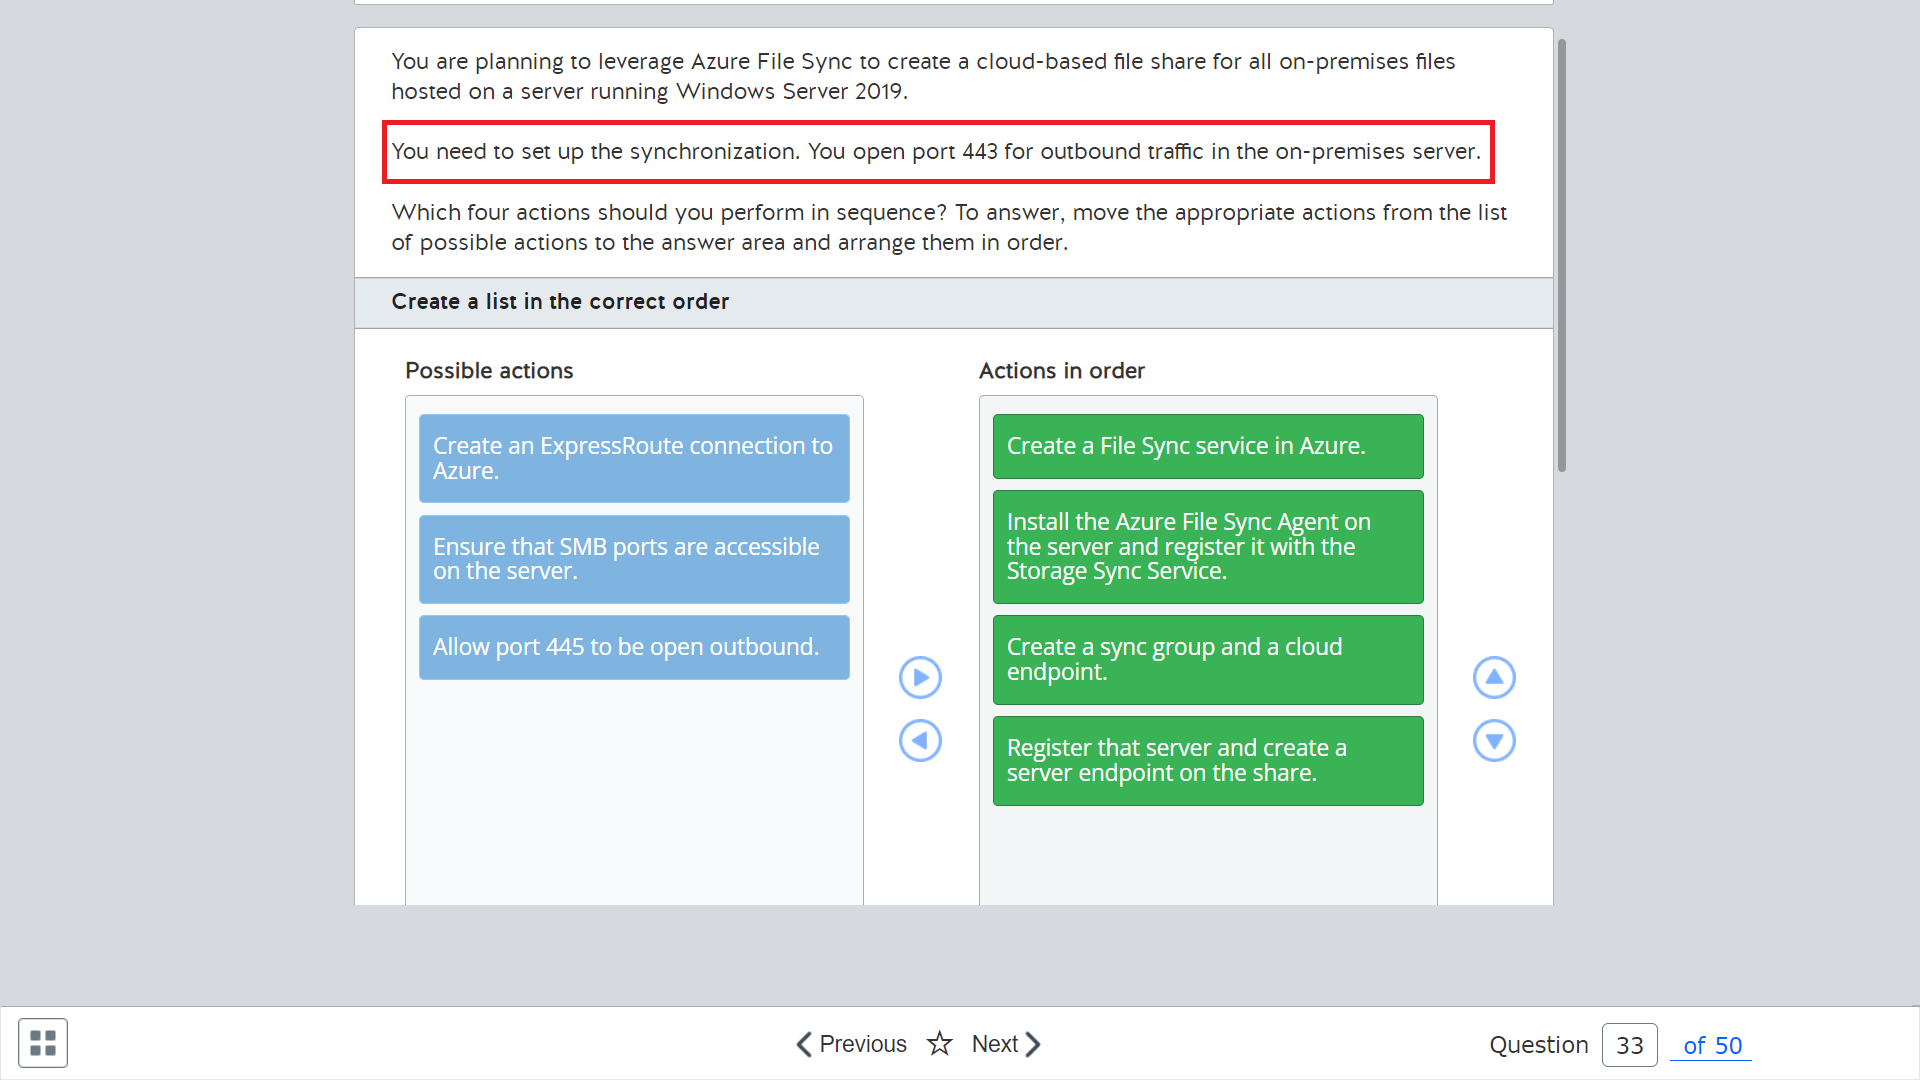 You are planning to leverage Azure File Sync to create a cloud-based file share for all on-premises files
hosted on a server running Windows Server 2019.
You need to set up the synchronization. You open port 443 for outbound traffic in the on-premises server.
Which four actions should you perform in sequence? To answer, move the appropriate actions from the list
of possible actions to the answer area and arrange them in order.
Create a list in the correct order
Possible actions
Create an ExpressRoute connection to
Azure.
Ensure that SMB ports are accessible
on the server.
Allow port 445 to be open outbound.
Actions in order
Create a File Sync service in Azure.
Install the Azure File Sync Agent on
the server and register it with the
Storage Sync Service.
Create a sync group and a cloud
endpoint.
Register that server and create a
server endpoint on the share.
Previous
Next
Question 33 of 50